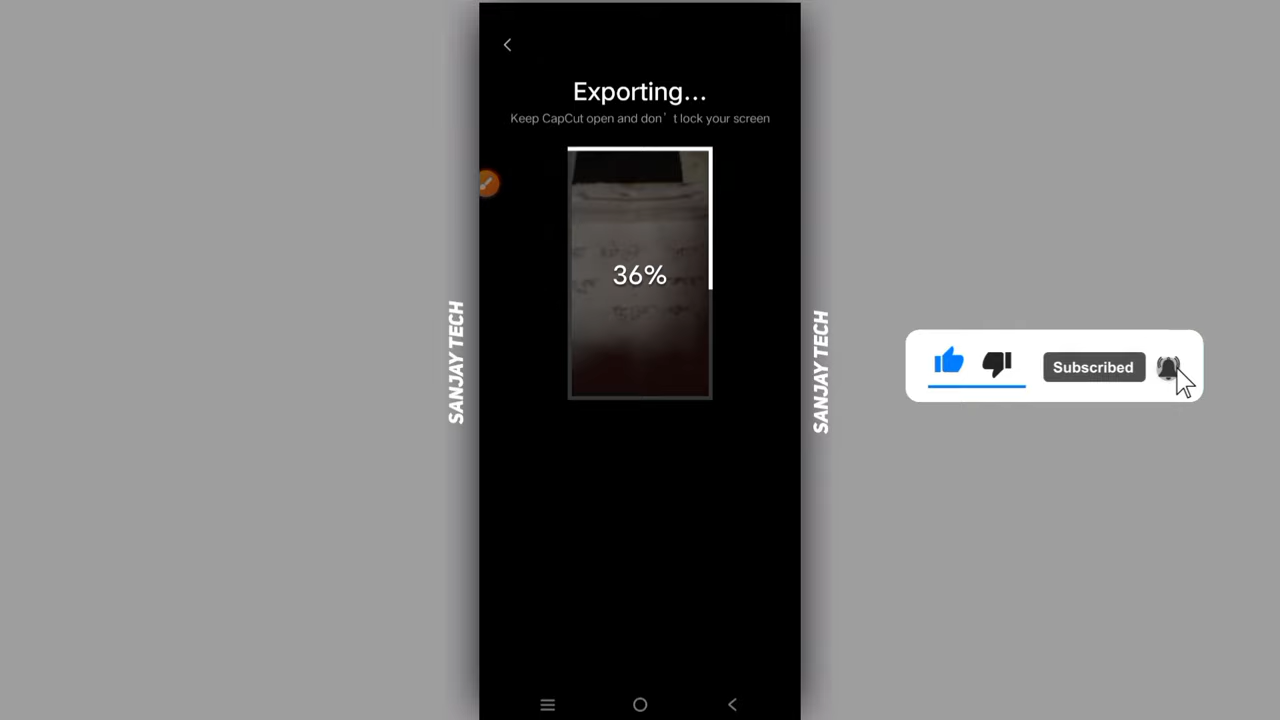 Exporting...
Keep CapCut open and don’t lock your screen
36%
SANJAY TECH
SANJAY TECH
Subscribed